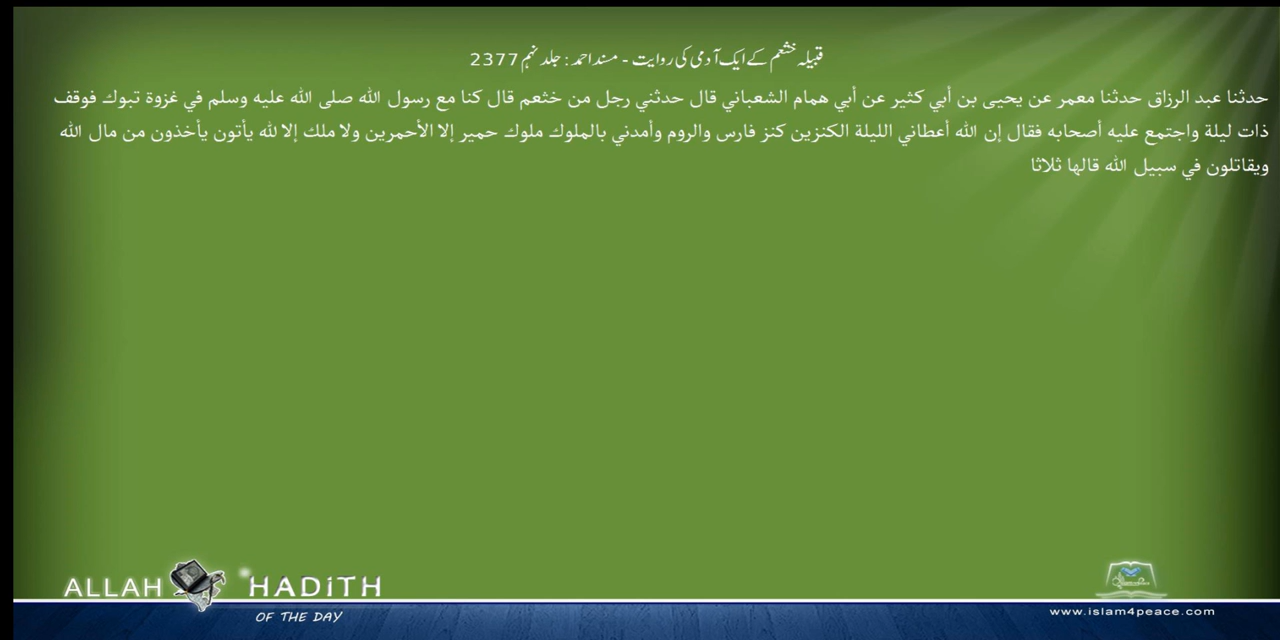 قبیلہ خثعم کے ایک آدمی کی روایت - مسند احمد : جلد نہم 2377
حدثنا عبد الرزاق حدثنا معمر عن يحيى بن أبي كثير عن أبي همام الشعباني قال حدثني رجل من خثعم قال كنا مع رسول الله صلى الله عليه وسلم في غزوة تبوك فوقف
ذات ليلة واجتمع عليه أصحابه فقال إن الله أعطاني الليلة الكنزين كنز فارس والروم وأمدني بالملوك ملوك حمير إلا الأحمرين ولا ملك إلا لله يأتون يأخذون من مال الله
ويقاتلون في سبيل الله قالها ثلاثا
ALLAH HADITH
OF THE DAY
www.islam4peace.com